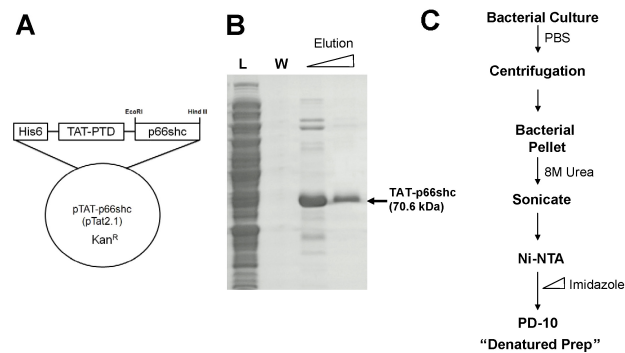 A
EcoRI
Hind III
His6
TAT-PTD
p66shc
pTAT-p66shc
(pTat2.1)
KanR
B
Elution
L
W
TAT-p66shc
(70.6 kDa)
C
Bacterial Culture
PBS
Centrifugation
Bacterial
Pellet
8M Urea
Sonicate
Ni-NTA
Imidazole
PD-10
“Denatured Prep”